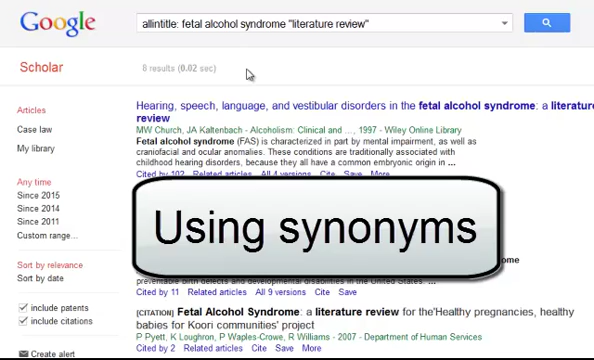 Google
allintitle: fetal alcohol syndrome "literature review"
Scholar
8 results (0.02 sec)
Articles
Case law
My library
Any time
Since 2015
Since 2014
Since 2011
Custom range...
Sort by relevance
Sort by date
include patents
include citations
Create alert
Hearing, speech, language, and vestibular disorders in the fetal alcohol syndrome: a literature
review
MW Church, JA Kaltenbach - Alcoholism: Clinical and …, 1997 - Wiley Online Library
Fetal alcohol syndrome (FAS) is characterized in part by mental impairment, as well as
craniofacial and ocular anomalies. These conditions are traditionally associated with
childhood hearing disorders, because they all have a common embryonic origin in ...
Cited by 102 Related articles All 4 versions Cite Save More
Using synonyms
preventable birth defects and developmental disabilities in the United States. ...
Cited by 11 Related articles All 9 versions Cite Save
[CITATION] Fetal Alcohol Syndrome: a literature review for the'Healthy pregnancies, healthy
babies for Koori communities' project
P Pyett, K Loughron, P Waples-Crowe, R Williams - 2007 - Department of Human Services
Cited by 2 Related articles Cite Save More